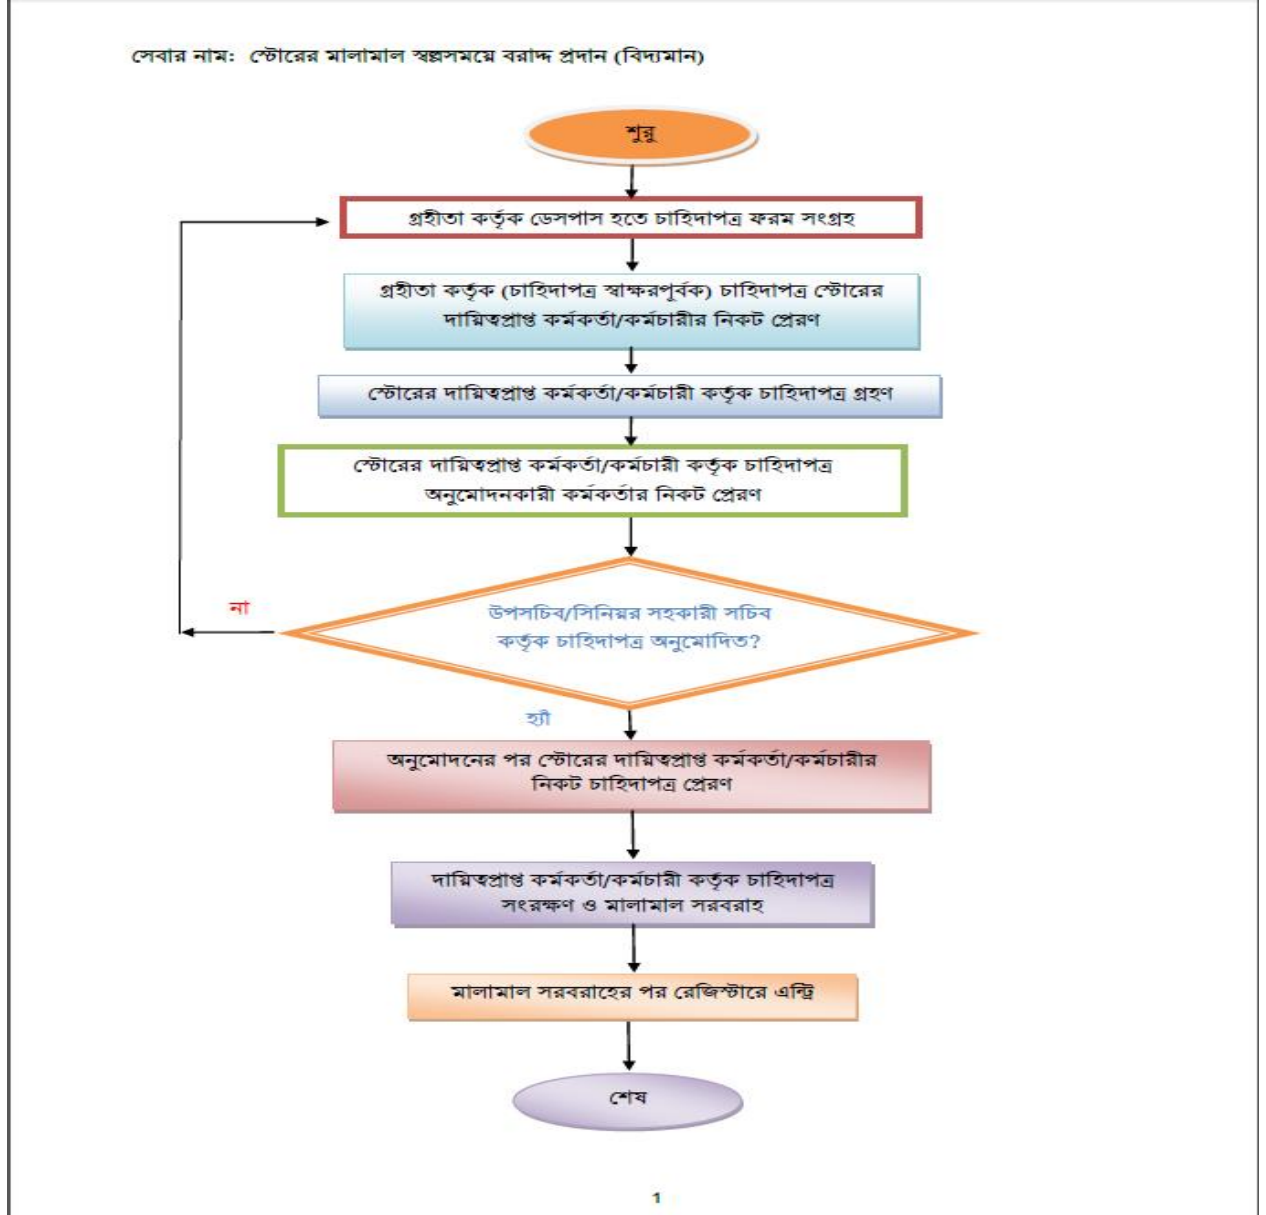 সেবার নাম:  স্টোরের মালামাল স্বল্পসময়ে বরাদ্দ প্রদান (বিদ্যমান)
শুরু
গ্রহীতা কর্তৃক ডেসপাস হতে চাহিদাপত্র ফরম সংগ্রহ
গ্রহীতা কর্তৃক (চাহিদাপত্র স্বাক্ষরপূর্বক) চাহিদাপত্র স্টোরের
দায়িত্বপ্রাপ্ত কর্মকর্তা/কর্মচারীর নিকট প্রেরণ
স্টোরের দায়িত্বপ্রাপ্ত কর্মকর্তা/কর্মচারী কর্তৃক চাহিদাপত্র গ্রহণ
স্টোরের দায়িত্বপ্রাপ্ত কর্মকর্তা/কর্মচারী কর্তৃক চাহিদাপত্র
অনুমোদনকারী কর্মকর্তার নিকট প্রেরণ
না
উপসচিব/সিনিয়র সহকারী সচিব
কর্তৃক চাহিদাপত্র অনুমোদিত?
হ্যাঁ
অনুমোদনের পর স্টোরের দায়িত্বপ্রাপ্ত কর্মকর্তা/কর্মচারীর
নিকট চাহিদাপত্র প্রেরণ
দায়িত্বপ্রাপ্ত কর্মকর্তা/কর্মচারী কর্তৃক চাহিদাপত্র
সংরক্ষণ ও মালামাল সরবরাহ
মালামাল সরবরাহের পর রেজিস্টারে এন্ট্রি
শেষ
1